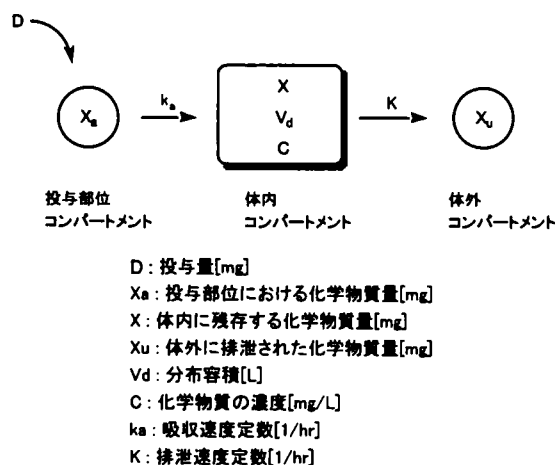 D
Xa
ka
X
Vd
C
K
Xu
投与部位
コンパートメント
体内
コンパートメント
体外
コンパートメント
D：投与量[mg]
Xa：投与部位における化学物質量[mg]
X：体内に残存する化学物質量[mg]
Xu：体外に排泄された化学物質量[mg]
Vd：分布容積[L]
C：化学物質の濃度[mg/L]
ka：吸収速度定数[1/hr]
K：排泄速度定数[1/hr]